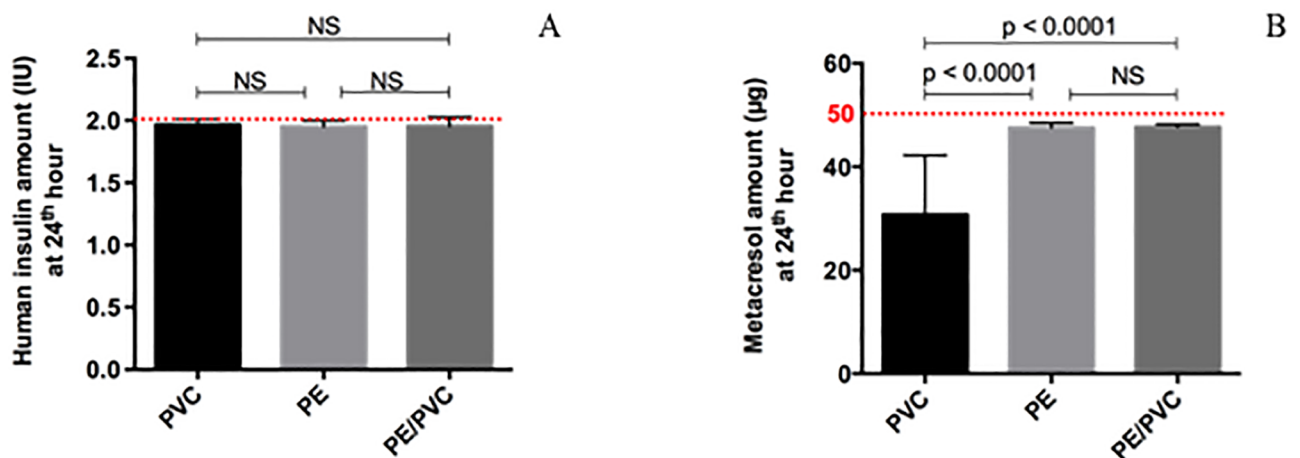 A
NS
NS
NS
Human insulin amount (IU)
at 24th hour
2.5
2.0
1.5
1.0
0.5
0.0
PVC
PE
PE/PVC
B
p < 0.0001
p < 0.0001
NS
Metacresol amount (µg)
at 24th hour
60
50
40
20
0
PVC
PE
PE/PVC